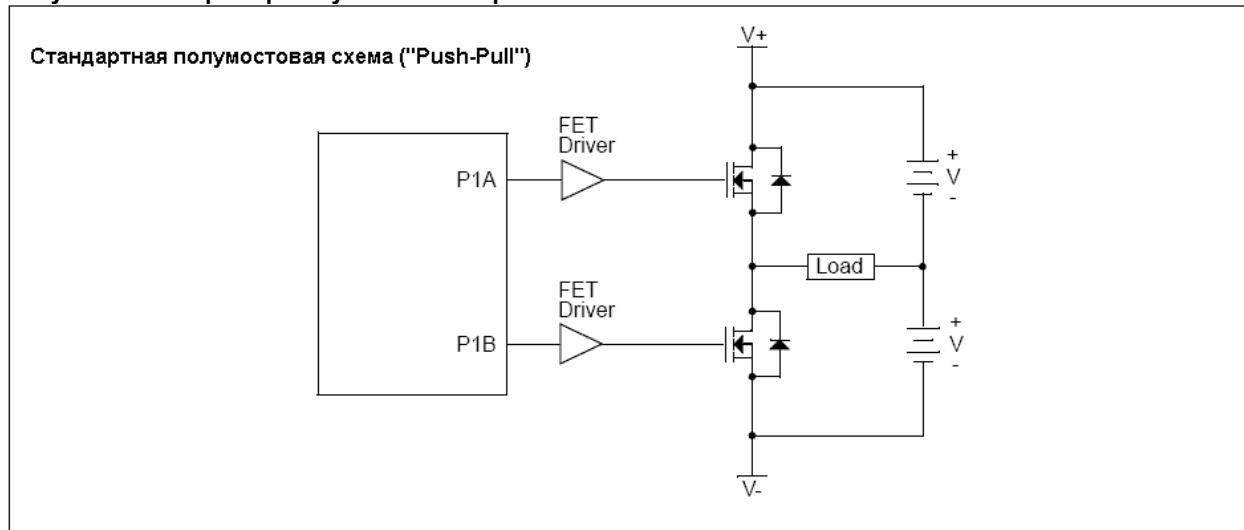 Стандартная полумостовая схема ("Push-Pull")
V+
FET
Driver
P1A
+
V
-
Load
FET
Driver
P1B
+
V
-
V-